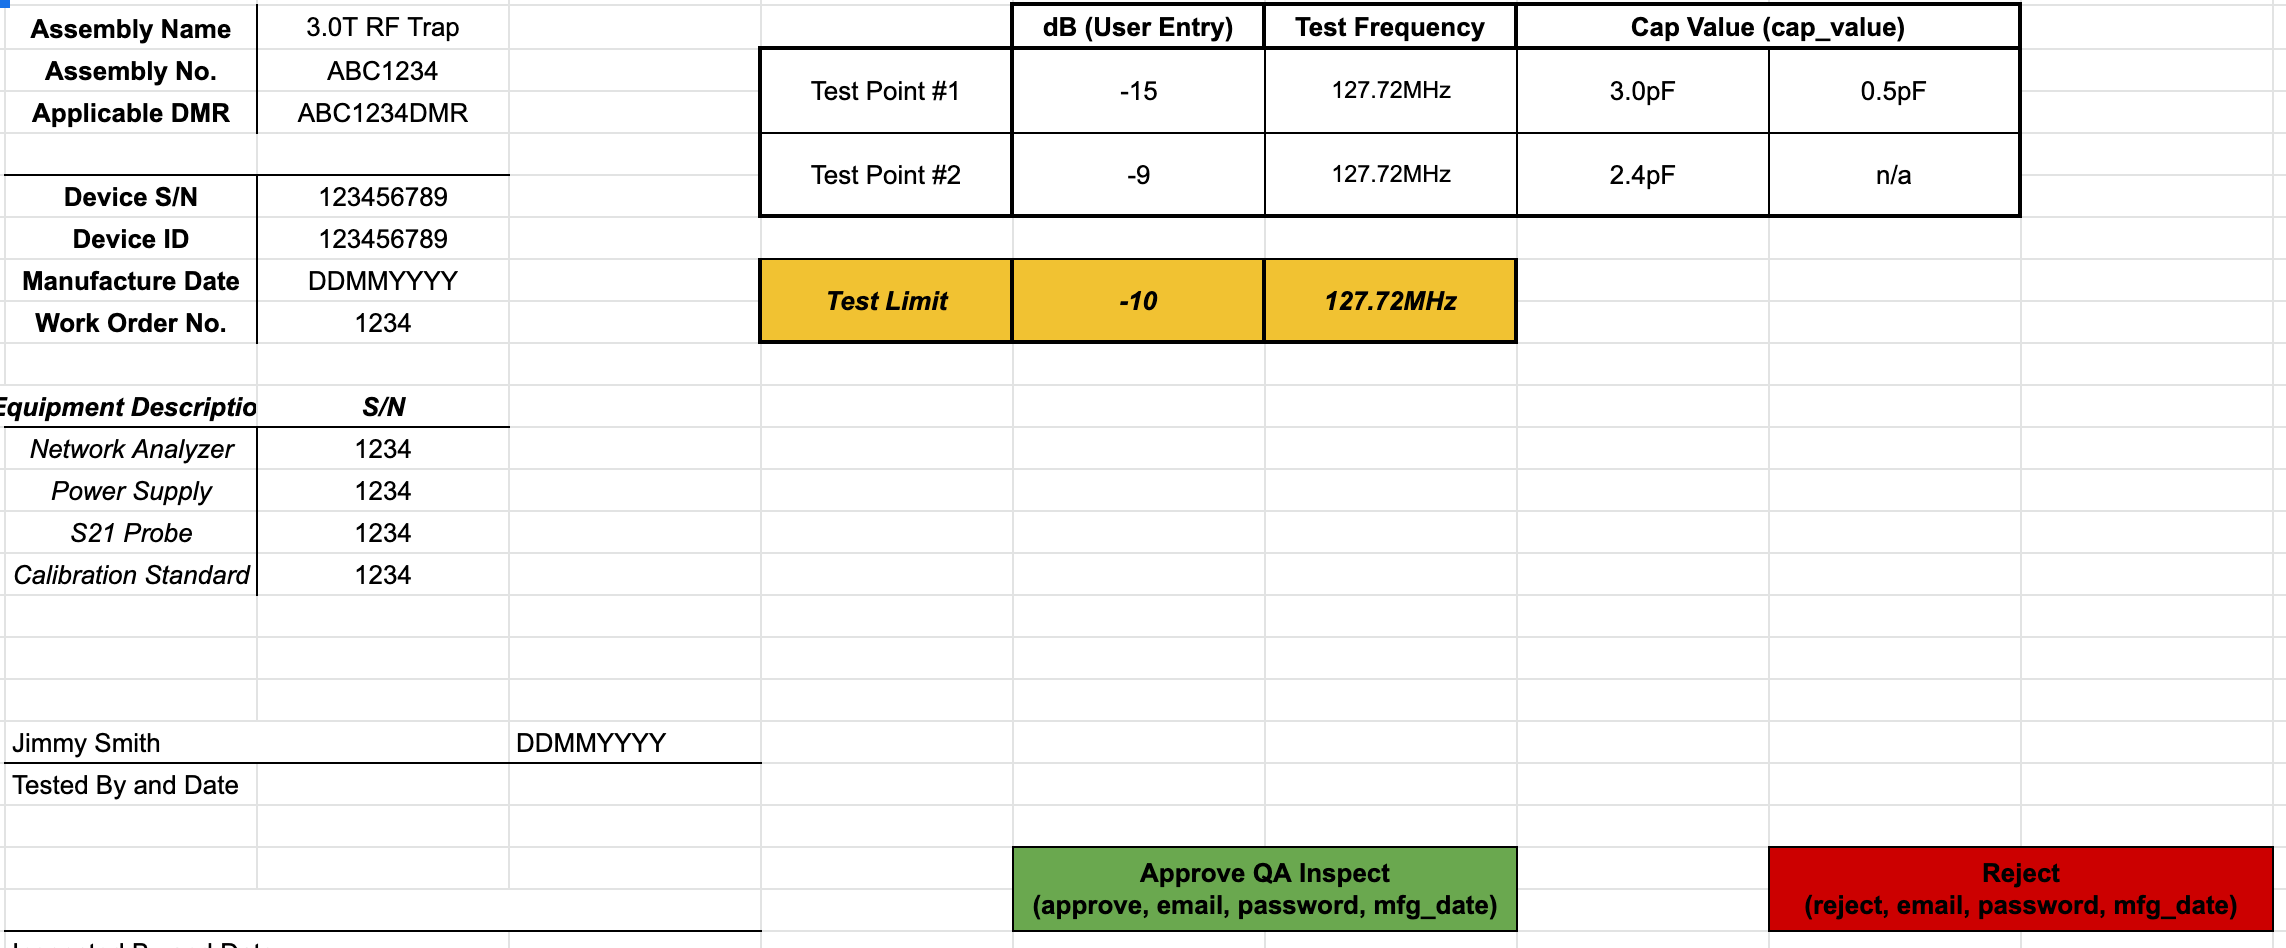 Assembly Name 3.0T RF Trap
Assembly No. ABC1234
Applicable DMR ABC1234DMR
Device S/N 123456789
Device ID 123456789
Manufacture Date DDMMYYYY
Work Order No. 1234
Equipment Descriptio S/N
Network Analyzer 1234
Power Supply 1234
S21 Probe 1234
Calibration Standard 1234
Jimmy Smith DDMMYYYY
Tested By and Date
dB (User Entry) Test Frequency Cap Value (cap_value)
Test Point #1 -15 127.72MHz 3.0pF 0.5pF
Test Point #2 -9 127.72MHz 2.4pF n/a
Test Limit -10 127.72MHz
Approve QA Inspect
(approve, email, password, mfg_date)
Reject
(reject, email, password, mfg_date)